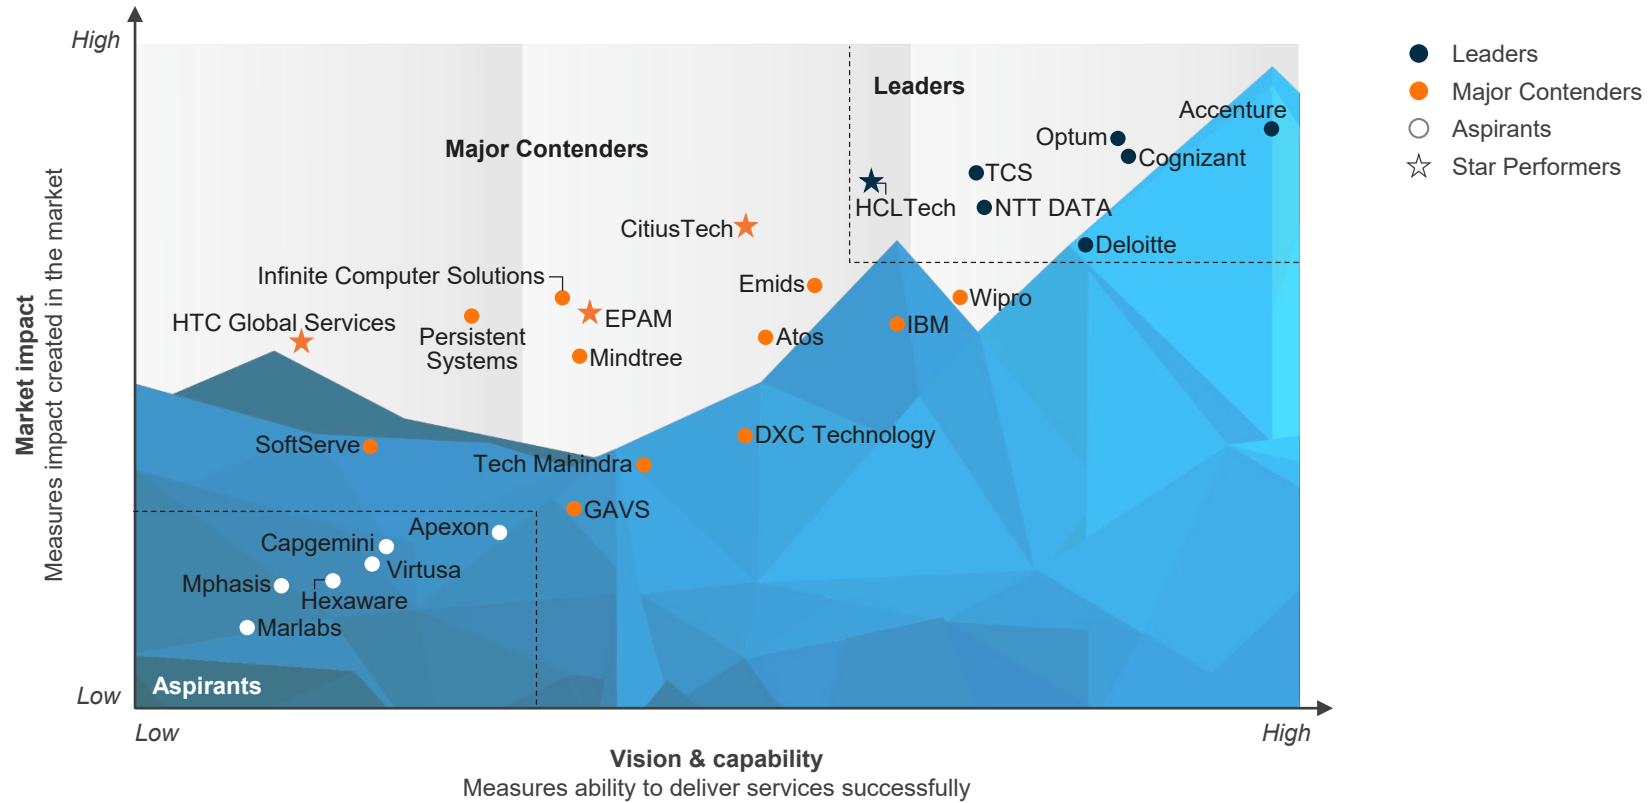 High
Leaders
Leaders
Major Contenders
Aspirants
Star Performers
Major Contenders
Accenture
Optum
Cognizant
TCS
HCLTech
NTT DATA
CitiusTech
Deloitte
Infinite Computer Solutions
Emids
Wipro
HTC Global Services
EPAM
IBM
Persistent
Systems
Atos
Mindtree
SoftServe
DXC Technology
Tech Mahindra
GAVS
Apexon
Capgemini
Virtusa
Mphasis
Hexaware
Marlabs
Aspirants
Market impact
Measures impact created in the market
Low
Low
High
Vision & capability
Measures ability to deliver services successfully